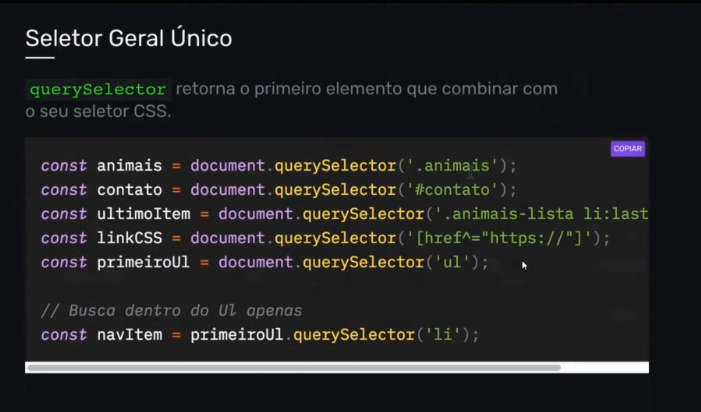 Seletor Geral Único
querySelector retorna o primeiro elemento que combinar com
o seu seletor CSS.
COPIAR
const animais = document.querySelector('.animais');
const contato = document.querySelector('#contato');
const ultimoItem = document.querySelector('.animais-lista li:last
const linkCSS = document.querySelector('[href^="https://"]');
const primeiroUl = document.querySelector('ul');
// Busca dentro do Ul apenas
const navItem = primeiroUl.querySelector('li');